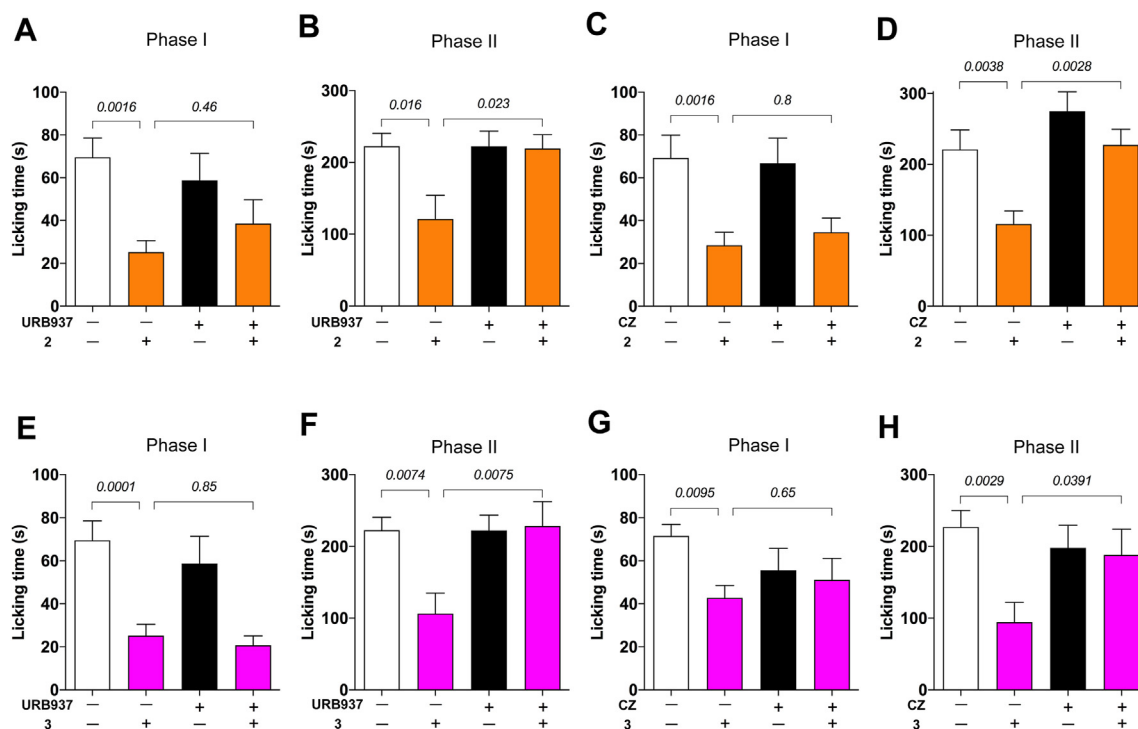 A
Phase I
0.0016
0.46
Licking time (s)
100
80
60
40
20
0
URB937 — — + +
2 — + — +
B
Phase II
0.016
0.023
Licking time (s)
300
200
100
0
URB937 — — + +
2 — + — +
C
Phase I
0.0016
0.8
Licking time (s)
100
80
60
40
20
0
CZ — — + +
2 — + — +
D
Phase II
0.0038
0.0028
Licking time (s)
300
200
100
0
CZ — — + +
2 — + — +
E
Phase I
0.0001
0.85
Licking time (s)
100
80
60
40
20
0
URB937 — — + +
3 — + — +
F
Phase II
0.0074
0.0075
Licking time (s)
300
200
100
0
URB937 — — + +
3 — + — +
G
Phase I
0.0095
0.65
Licking time (s)
100
80
60
40
20
0
CZ — — + +
3 — + — +
H
Phase II
0.0029
0.0391
Licking time (s)
300
200
100
0
CZ — — + +
3 — + — +